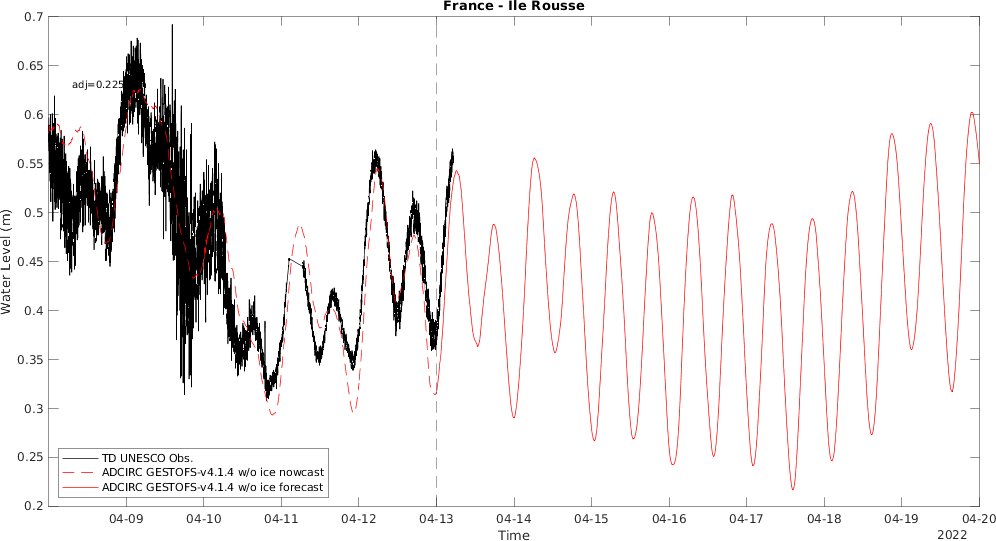 France - Ile Rousse
0.7
0.65
0.6
0.55
0.5
0.45
0.4
0.35
0.3
0.25
0.2
Water Level (m)
adj=0.225
TD UNESCO Obs.
ADCIRC GESTOFS-v4.1.4 w/o ice nowcast
ADCIRC GESTOFS-v4.1.4 w/o ice forecast
04-09 04-10 04-11 04-12 04-13 04-14 04-15 04-16 04-17 04-18 04-19 04-20
Time
2022